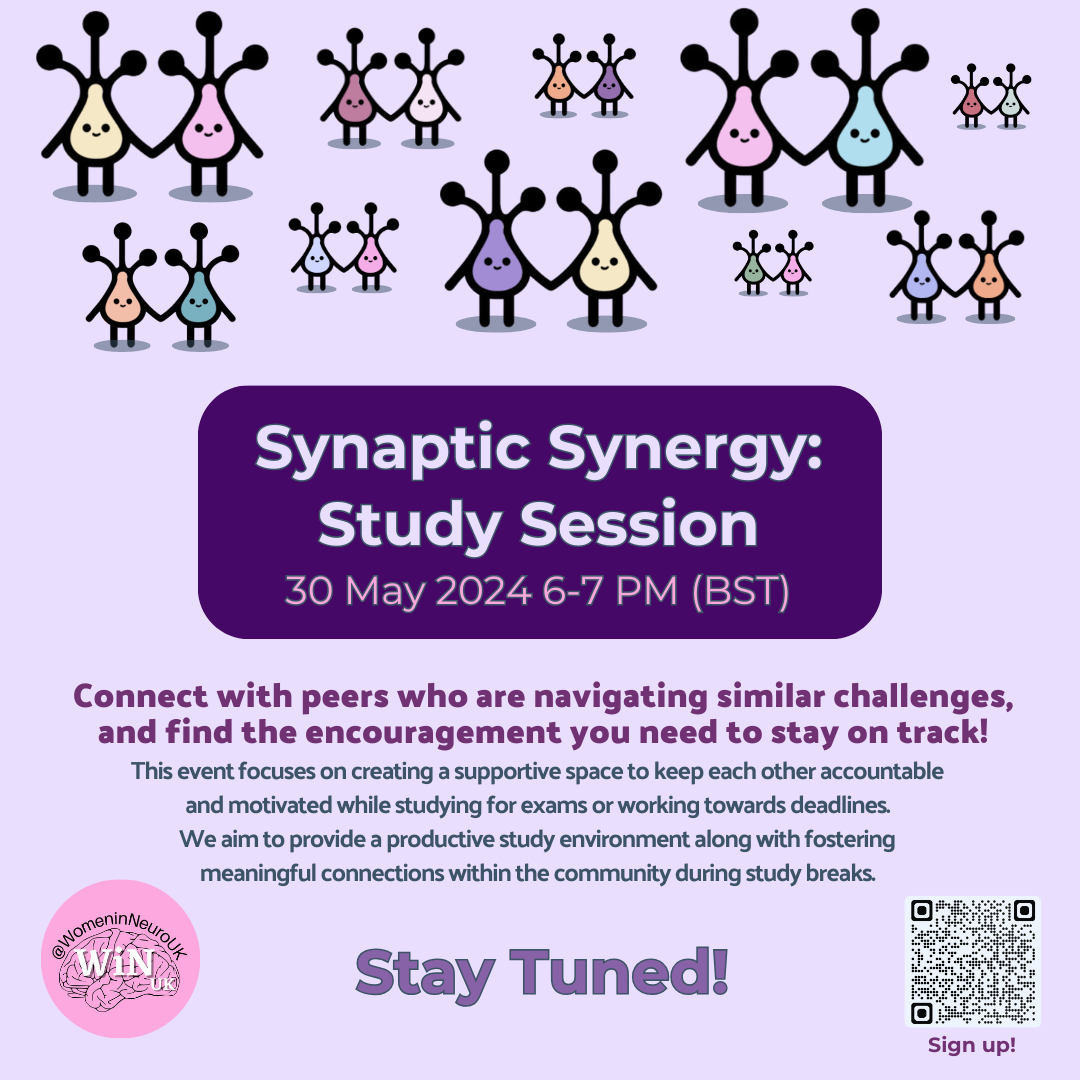 Synaptic Synergy:
Study Session
30 May 2024 6-7 PM (BST)
Connect with peers who are navigating similar challenges,
and find the encouragement you need to stay on track!
This event focuses on creating a supportive space to keep each other accountable
and motivated while studying for exams or working towards deadlines.
We aim to provide a productive study environment along with fostering
meaningful connections within the community during study breaks.
@WomeninNeuroUK
WiN
UK
Stay Tuned!
Sign up!